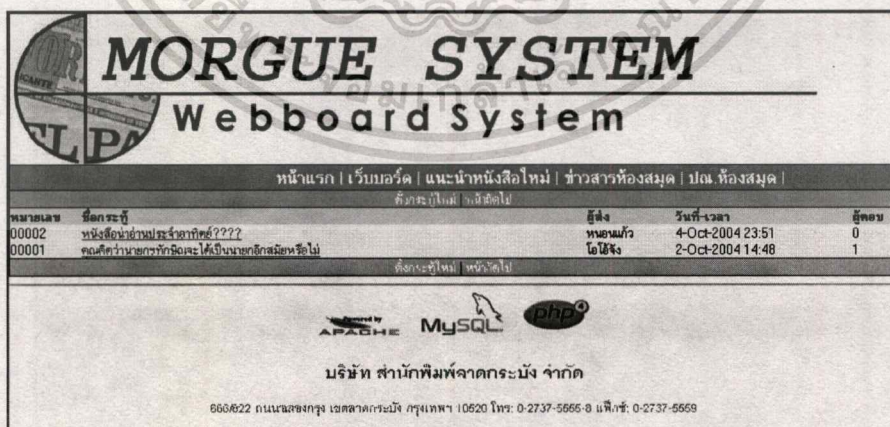 MORGUE SYSTEM
Webboard System
หน้าแรก | เว็บบอร์ด | แนะนำหนังสือใหม่ | ข่าวสารห้องสมุด | ปณ.ห้องสมุด |
ตั้งกระทู้ใหม่ | หน้าถัดไป
หมายเลข ชื่อกระทู้ ผู้ส่ง วันที่-เวลา ผู้ตอบ
00002 หนังสือน่าอ่านประจำอาทิตย์???? หนอนแก้ว 4-Oct-2004 23:51 0
00001 คุณคิดว่านายกฯทักษิณจะได้เป็นนายกอีกสมัยหรือไม่ โอโอ้จัง 2-Oct-2004 14:48 1
ตั้งกระทู้ใหม่ | หน้าถัดไป
Powered by
APACHE MySQL php4
บริษัท สำนักพิมพ์ลาดกระบัง จำกัด
666/622 ถนนฉลองกรุง เขตลาดกระบัง กรุงเทพฯ 10520 โทร: 0-2737-5555-8 แฟ็กซ์: 0-2737-5559